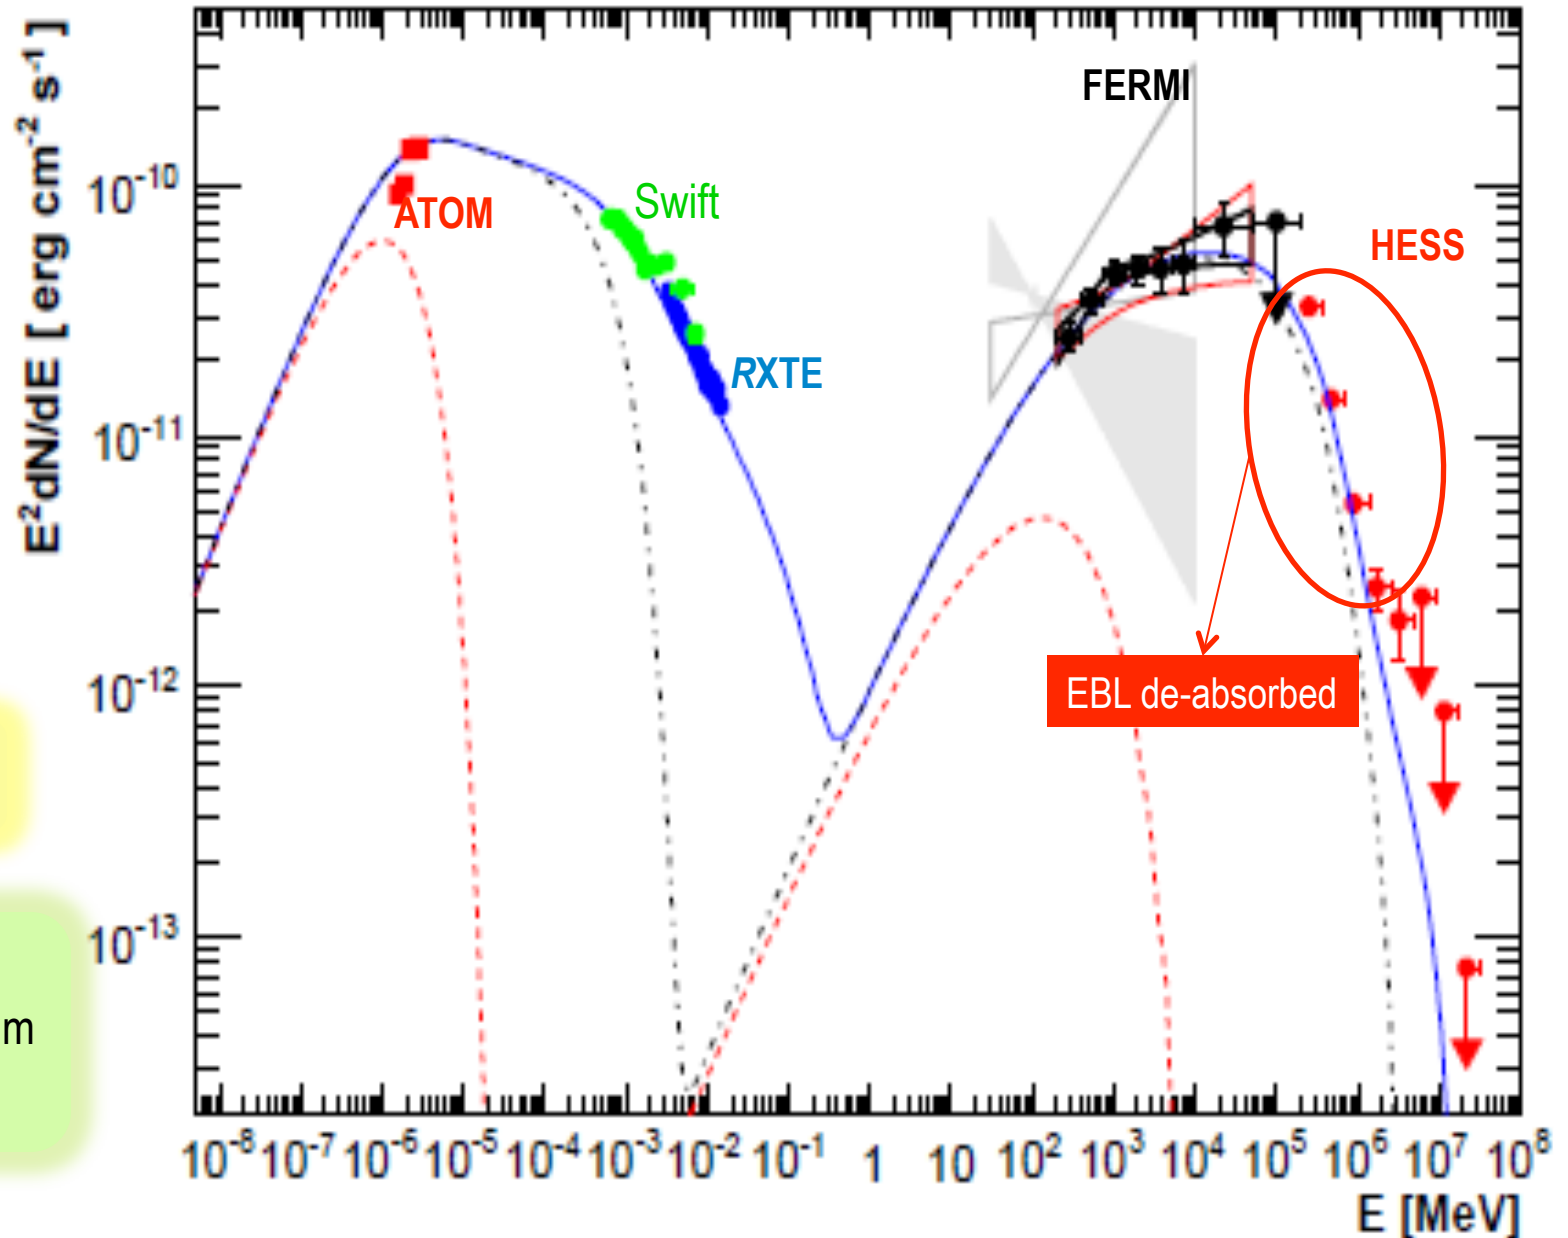 E²dN/dE [ erg cm⁻² s⁻¹ ]
FERMI
Swift
ATOM
HESS
RXTE
EBL de-absorbed
m
10⁻¹⁰
10⁻¹¹
10⁻¹²
10⁻¹³
10⁻⁸ 10⁻⁷ 10⁻⁶ 10⁻⁵ 10⁻⁴ 10⁻³ 10⁻² 10⁻¹ 1 10 10² 10³ 10⁴ 10⁵ 10⁶ 10⁷ 10⁸
E [MeV]